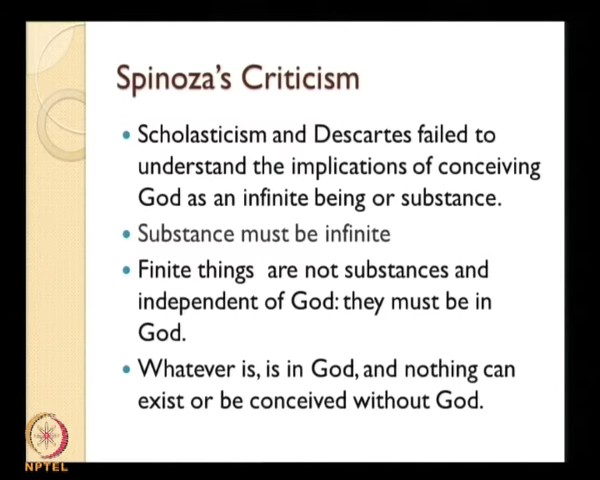 Spinoza's Criticism
• Scholasticism and Descartes failed to
understand the implications of conceiving
God as an infinite being or substance.
• Substance must be infinite
• Finite things are not substances and
independent of God: they must be in
God.
• Whatever is, is in God, and nothing can
exist or be conceived without God.
NPTEL